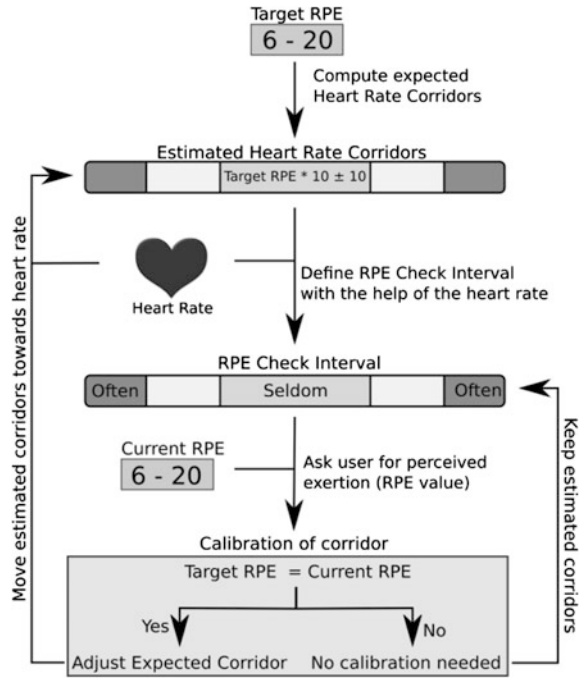 Target RPE
6 - 20
Compute expected
Heart Rate Corridors
Estimated Heart Rate Corridors
Target RPE * 10 ± 10
Heart Rate
Define RPE Check Interval
with the help of the heart rate
Move estimated corridors towards heart rate
RPE Check Interval
Often
Seldom
Often
Current RPE
6 - 20
Ask user for perceived
exertion (RPE value)
Keep estimated
corridors
Calibration of corridor
Target RPE = Current RPE
Yes
No
Adjust Expected Corridor
No calibration needed